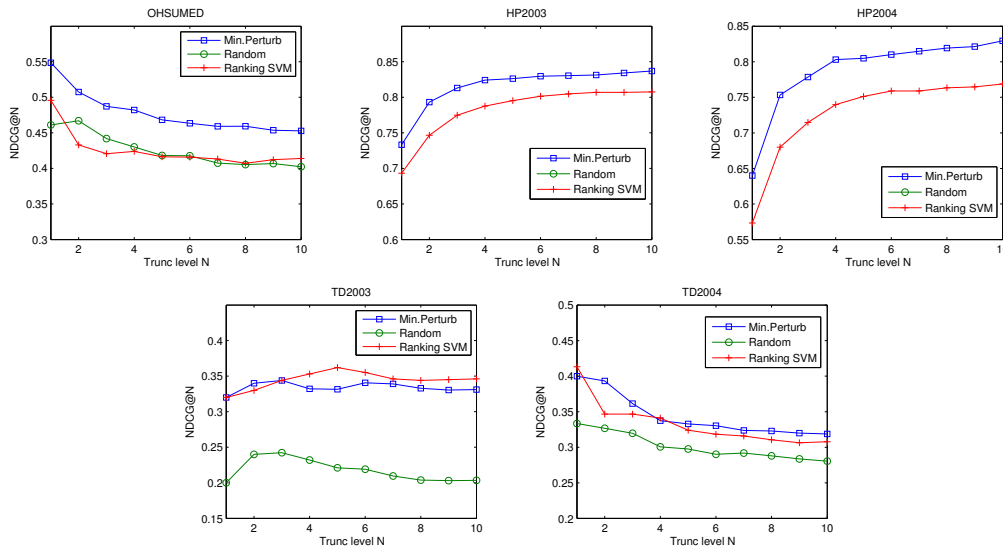 OHSUMED
0.55
0.5
0.45
0.4
0.35
0.3
NDCG@N
2
4
6
8
10
Trunc level N
Min.Perturb
Random
Ranking SVM
HP2003
0.85
0.8
0.75
0.7
0.65
0.6
NDCG@N
2
4
6
8
10
Trunc level N
Min.Perturb
Random
Ranking SVM
HP2004
0.85
0.8
0.75
0.7
0.65
0.6
0.55
NDCG@N
2
4
6
8
Trunc level N
Min.Perturb
Random
Ranking SVM
TD2003
0.4
0.35
0.3
0.25
0.2
0.15
NDCG@N
2
4
6
8
10
Trunc level N
Min.Perturb
Random
Ranking SVM
TD2004
0.5
0.45
0.4
0.35
0.3
0.25
0.2
NDCG@N
2
4
6
8
10
Trunc level N
Min.Perturb
Random
Ranking SVM